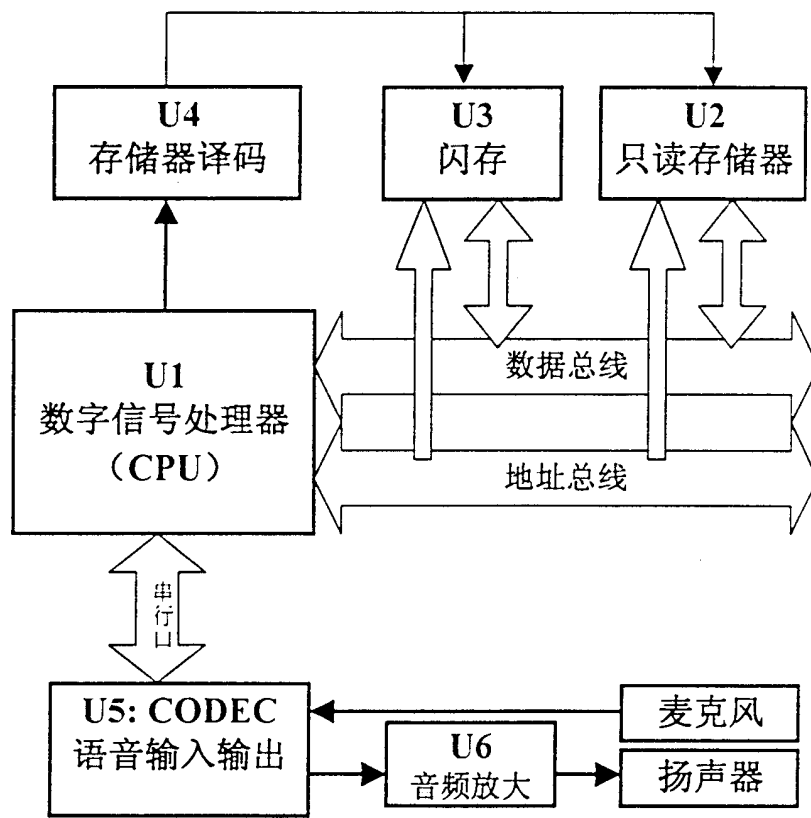 U4
存储器译码
U3
闪存
U2
只读存储器
U1
数字信号处理器
（CPU）
数据总线
地址总线
串行口
U5: CODEC
语音输入输出
U6
音频放大
麦克风
扬声器